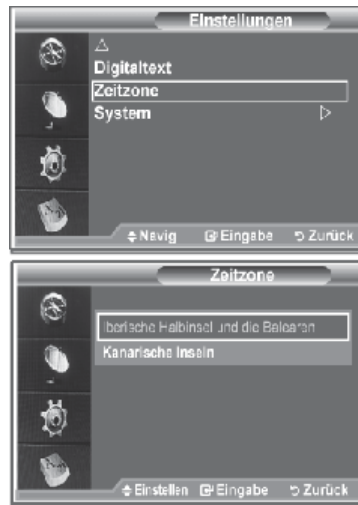 Einstellungen
Digitaltext
Zeitzone
System
Navig Eingabe Zurück
Zeitzone
Iberische Halbinsel und die Balearen
Kanarische Inseln
Einstellen Eingabe Zurück